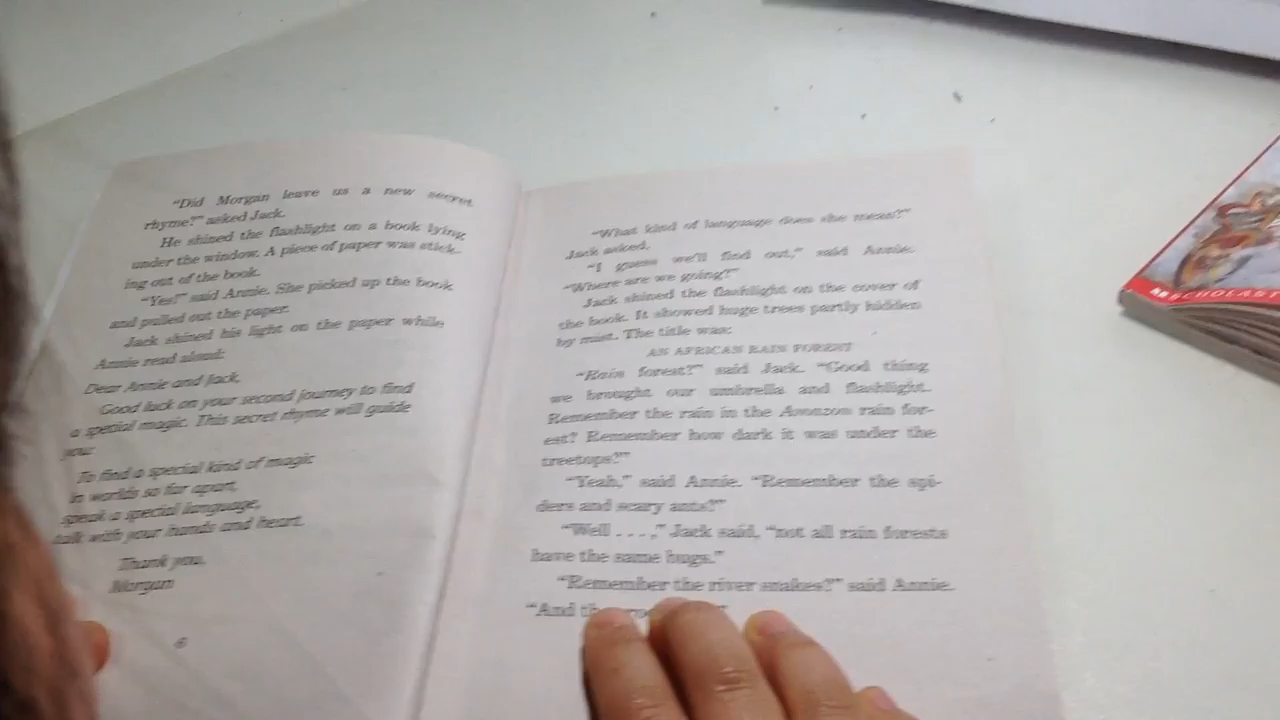 "Did Morgan leave us a new secret
rhyme?" asked Jack.
He shined the flashlight on a book lying
under the window. A piece of paper was stick-
ing out of the book.
"Yes!" said Annie. She picked up the book
and pulled out the paper.
Jack shined his light on the paper while
Annie read aloud:
Dear Annie and Jack,
Good luck on your second journey to find
a special magic. This secret rhyme will guide
you:
To find a special kind of magic
in worlds so far apart,
speak a special language,
talk with your hands and heart.
Thank you,
Morgan
6
"What kind of language does she mean?"
Jack asked.
"I guess we'll find out," said Annie.
"Where are we going?"
Jack shined the flashlight on the cover of
the book. It showed huge trees partly hidden
by mist. The title was:
AN AFRICAN RAIN FOREST
"Rain forest?" said Jack. "Good thing
we brought our umbrella and flashlight.
Remember the rain in the Amazon rain for-
est? Remember how dark it was under the
treetops?"
"Yeah," said Annie. "Remember the spi-
ders and scary ants?"
"Well . . . ," Jack said, "not all rain forests
have the same bugs."
"Remember the river snakes?" said Annie.
"And
SCHOLAST